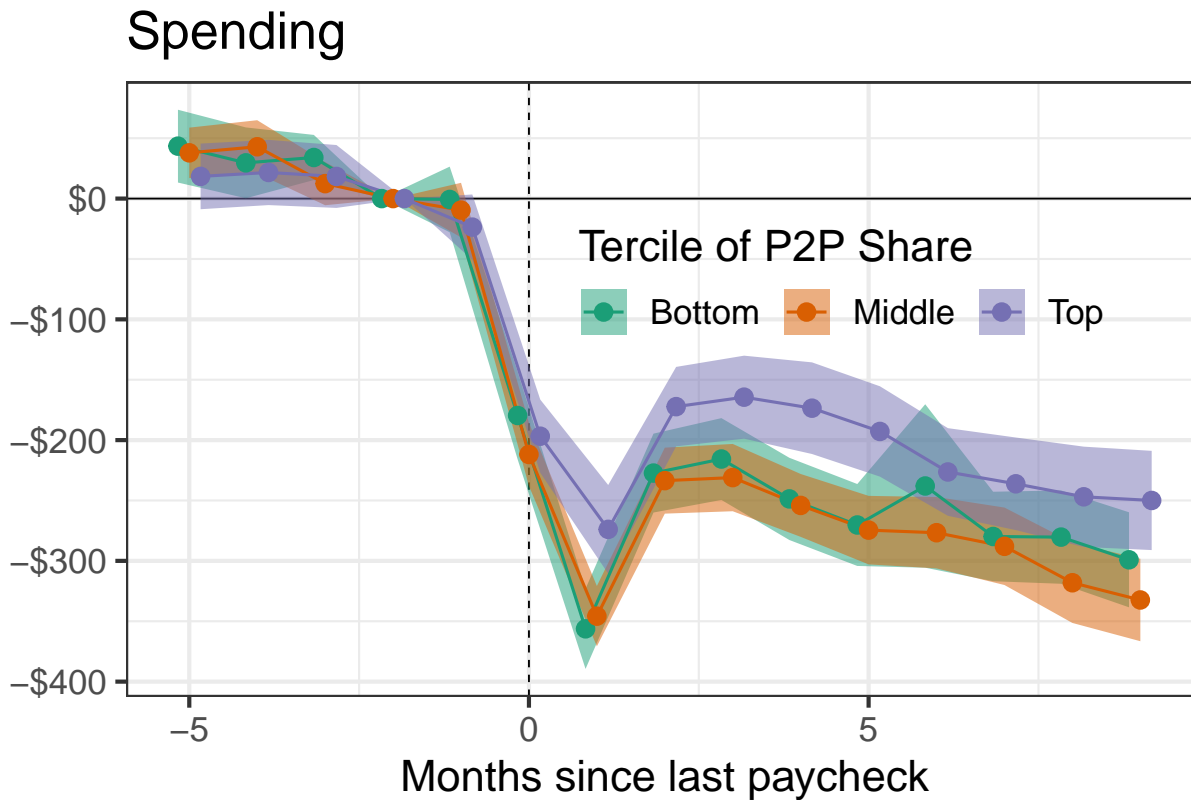 Spending
$0
−$100
−$200
−$300
−$400
Tercile of P2P Share
Bottom Middle Top
−5 0 5
Months since last paycheck